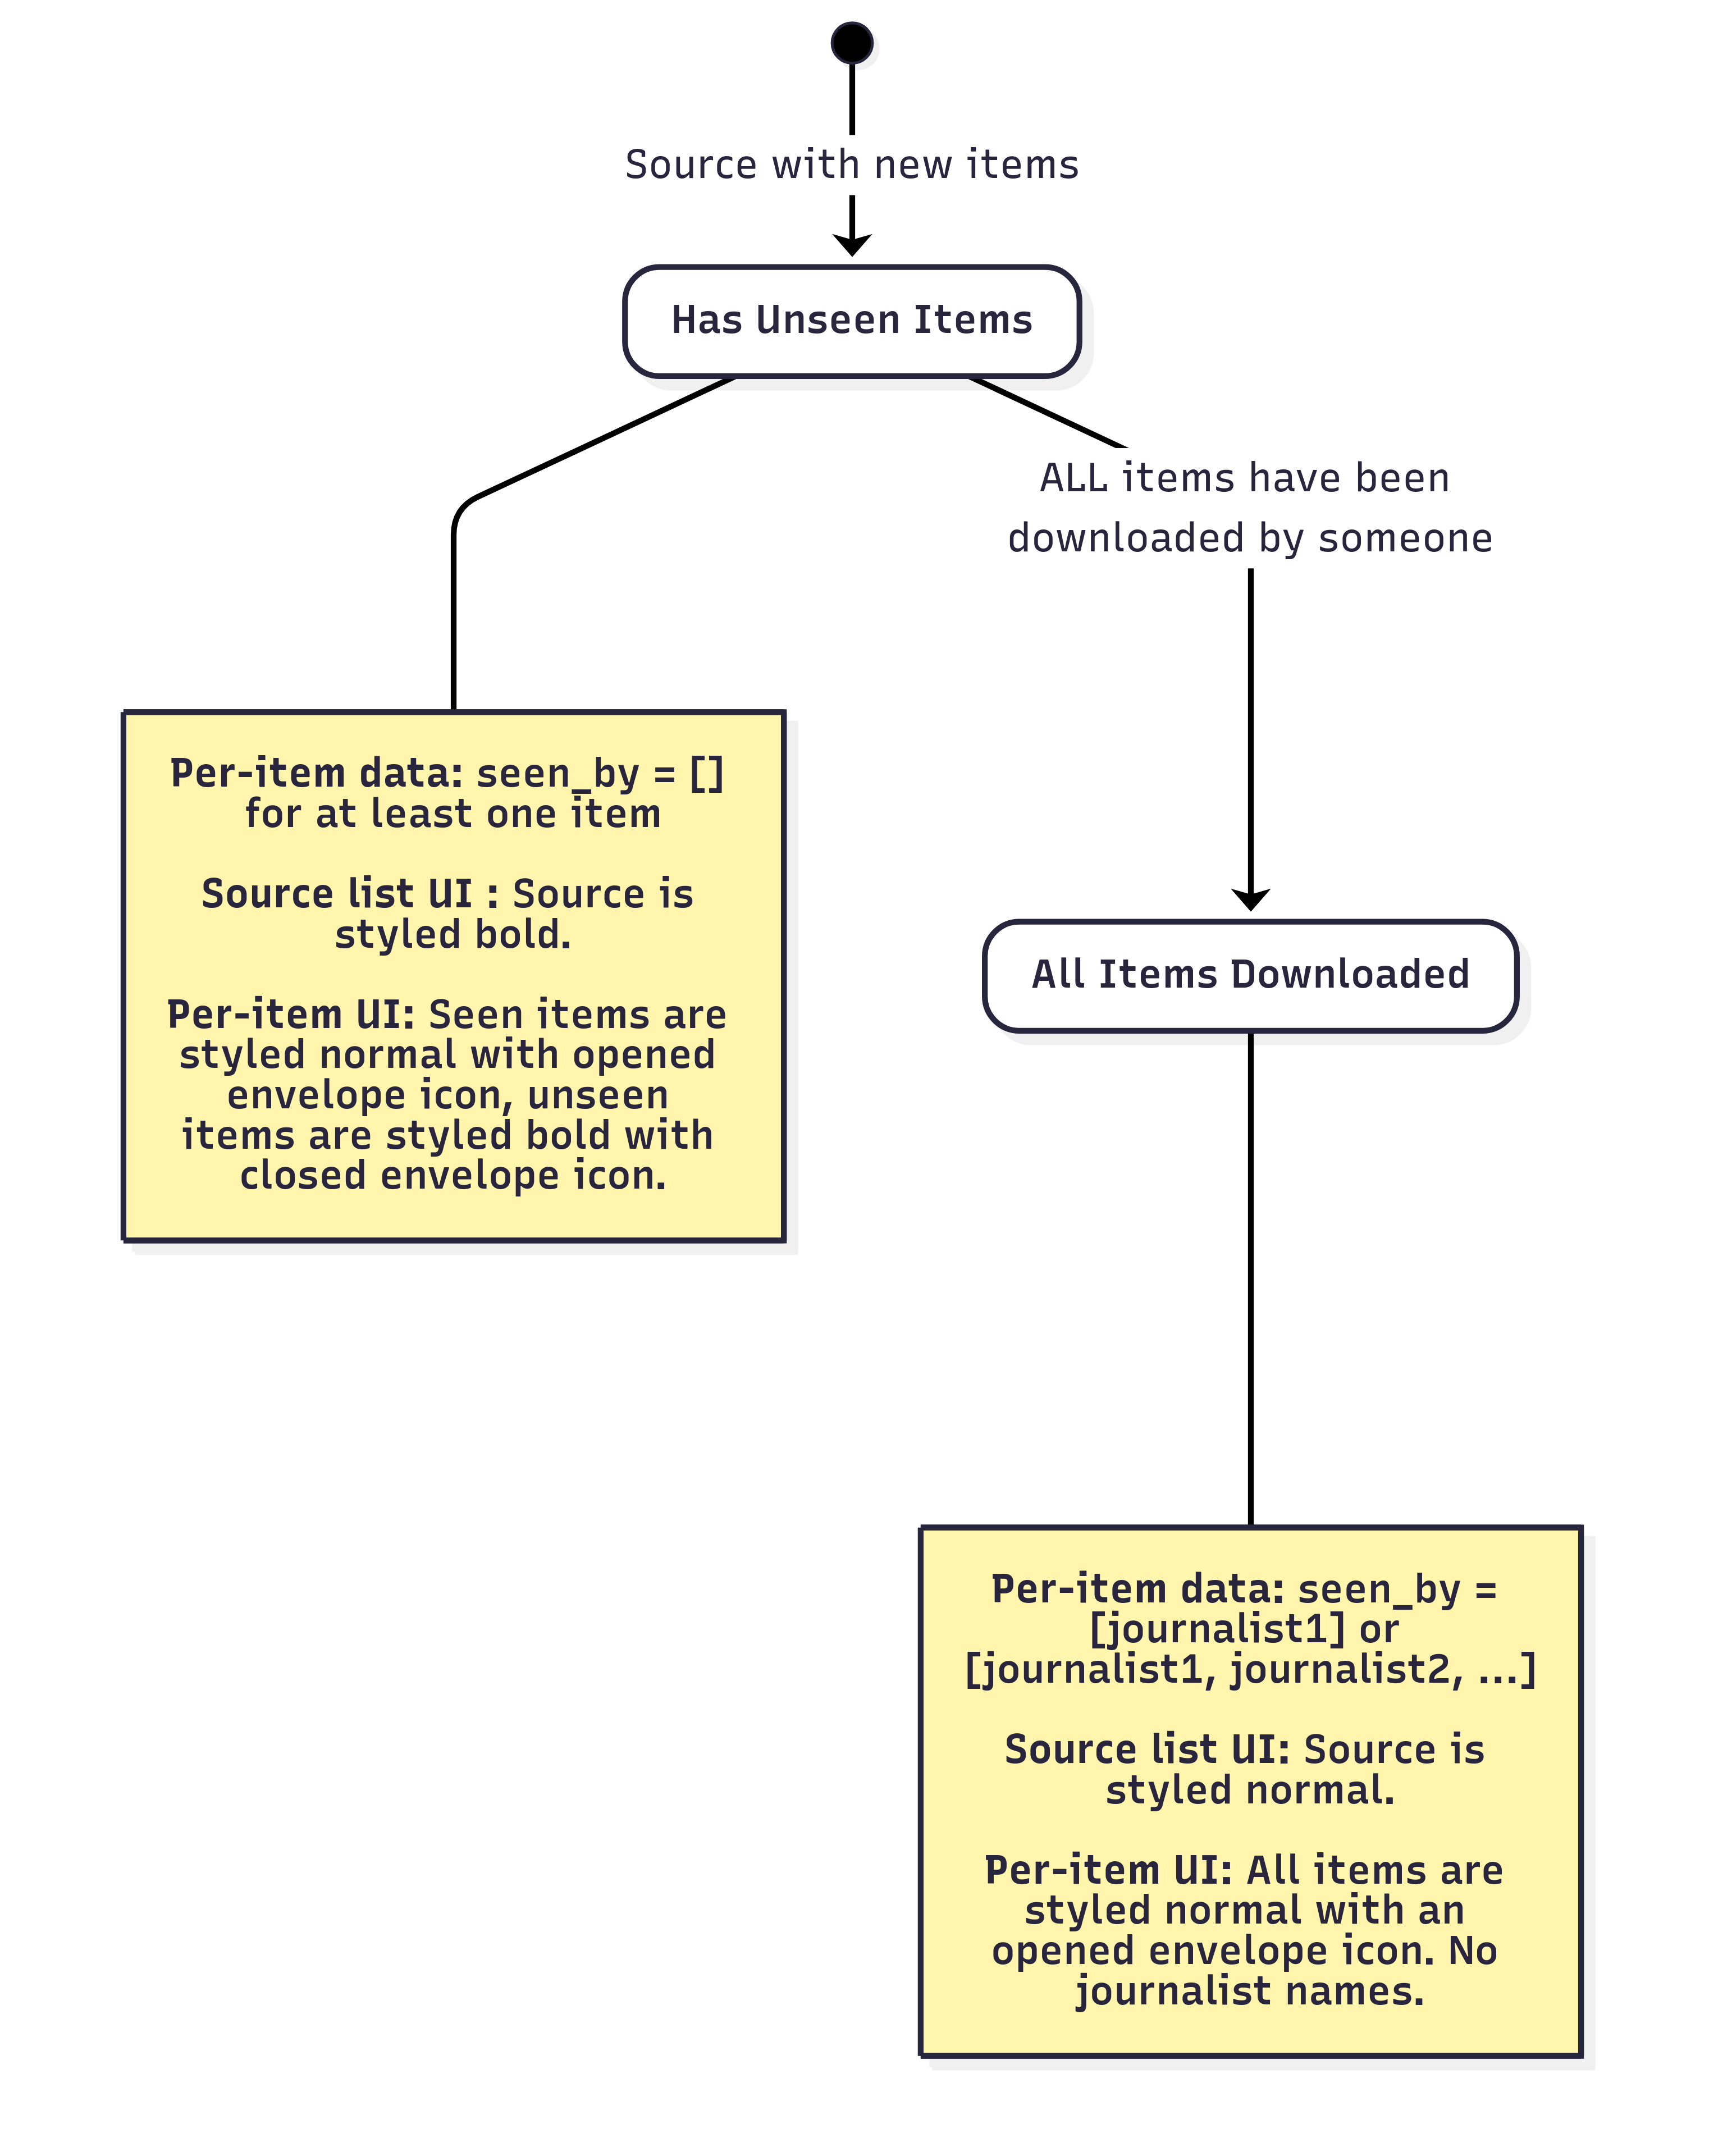 Source with new items
Has Unseen Items
ALL items have been
downloaded by someone
Per-item data: seen_by = []
for at least one item
Source list UI : Source is
styled bold.
Per-item UI: Seen items are
styled normal with opened
envelope icon, unseen
items are styled bold with
closed envelope icon.
All Items Downloaded
Per-item data: seen_by =
[journalist1] or
[journalist1, journalist2, ...]
Source list UI: Source is
styled normal.
Per-item UI: All items are
styled normal with an
opened envelope icon. No
journalist names.